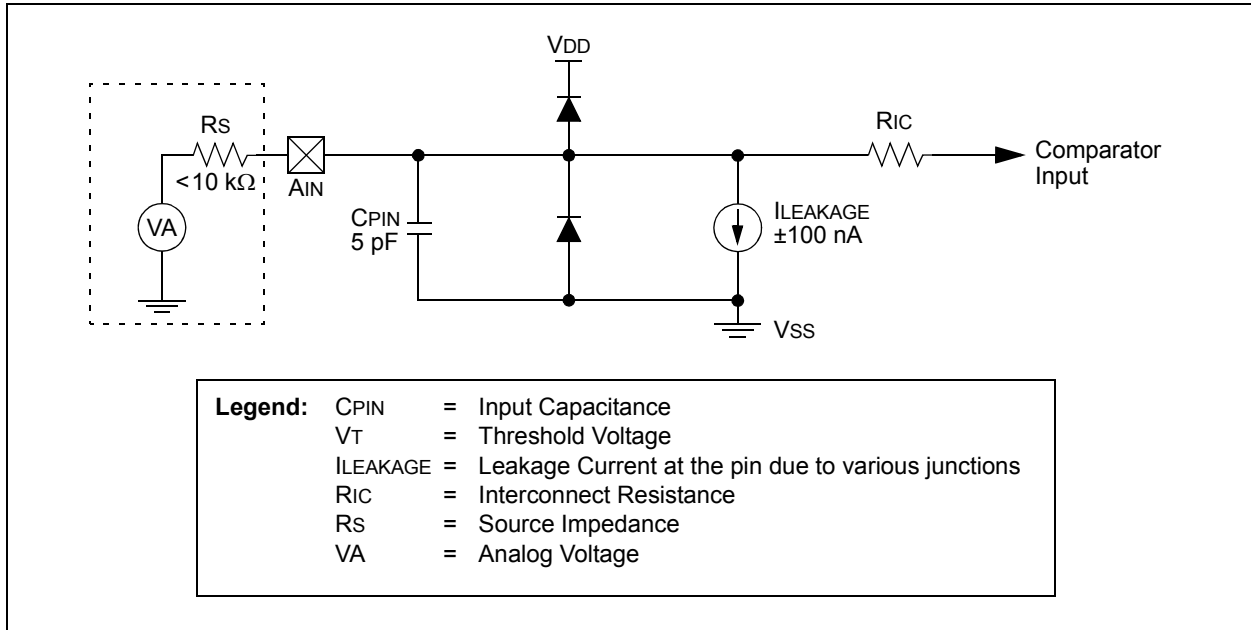 VDD
RS
<10 kΩ
AIN
VA
CPIN
5 pF
ILEAKAGE
±100 nA
VSS
RIC
Comparator
Input
Legend: CPIN = Input Capacitance
VT = Threshold Voltage
ILEAKAGE = Leakage Current at the pin due to various junctions
RIC = Interconnect Resistance
RS = Source Impedance
VA = Analog Voltage